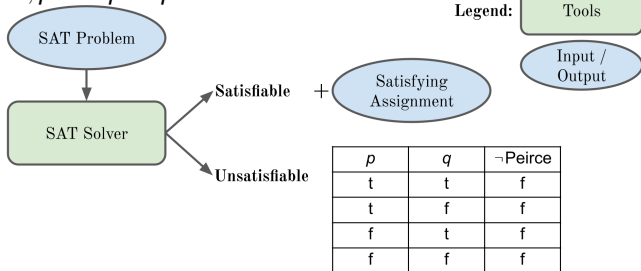 Legend:
Tools
Input /
Output
SAT Problem
SAT Solver
Satisfiable
+
Satisfying
Assignment
Unsatisfiable
p q ¬Peirce
t t f
t f f
f t f
f f f